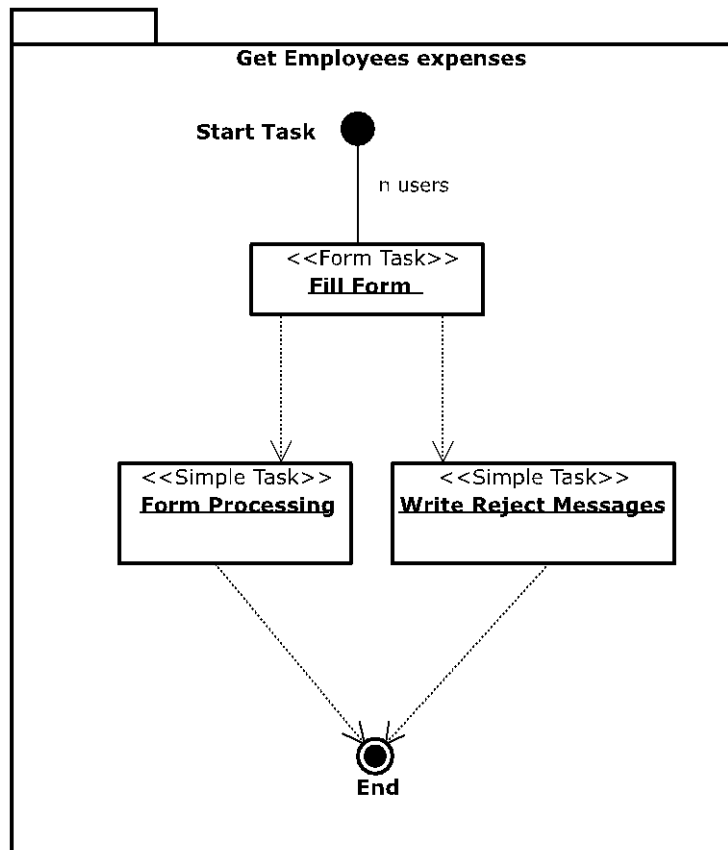 Get Employees expenses
Start Task
n users
<<Form Task>>
Fill Form
<<Simple Task>>
Form Processing
<<Simple Task>>
Write Reject Messages
End